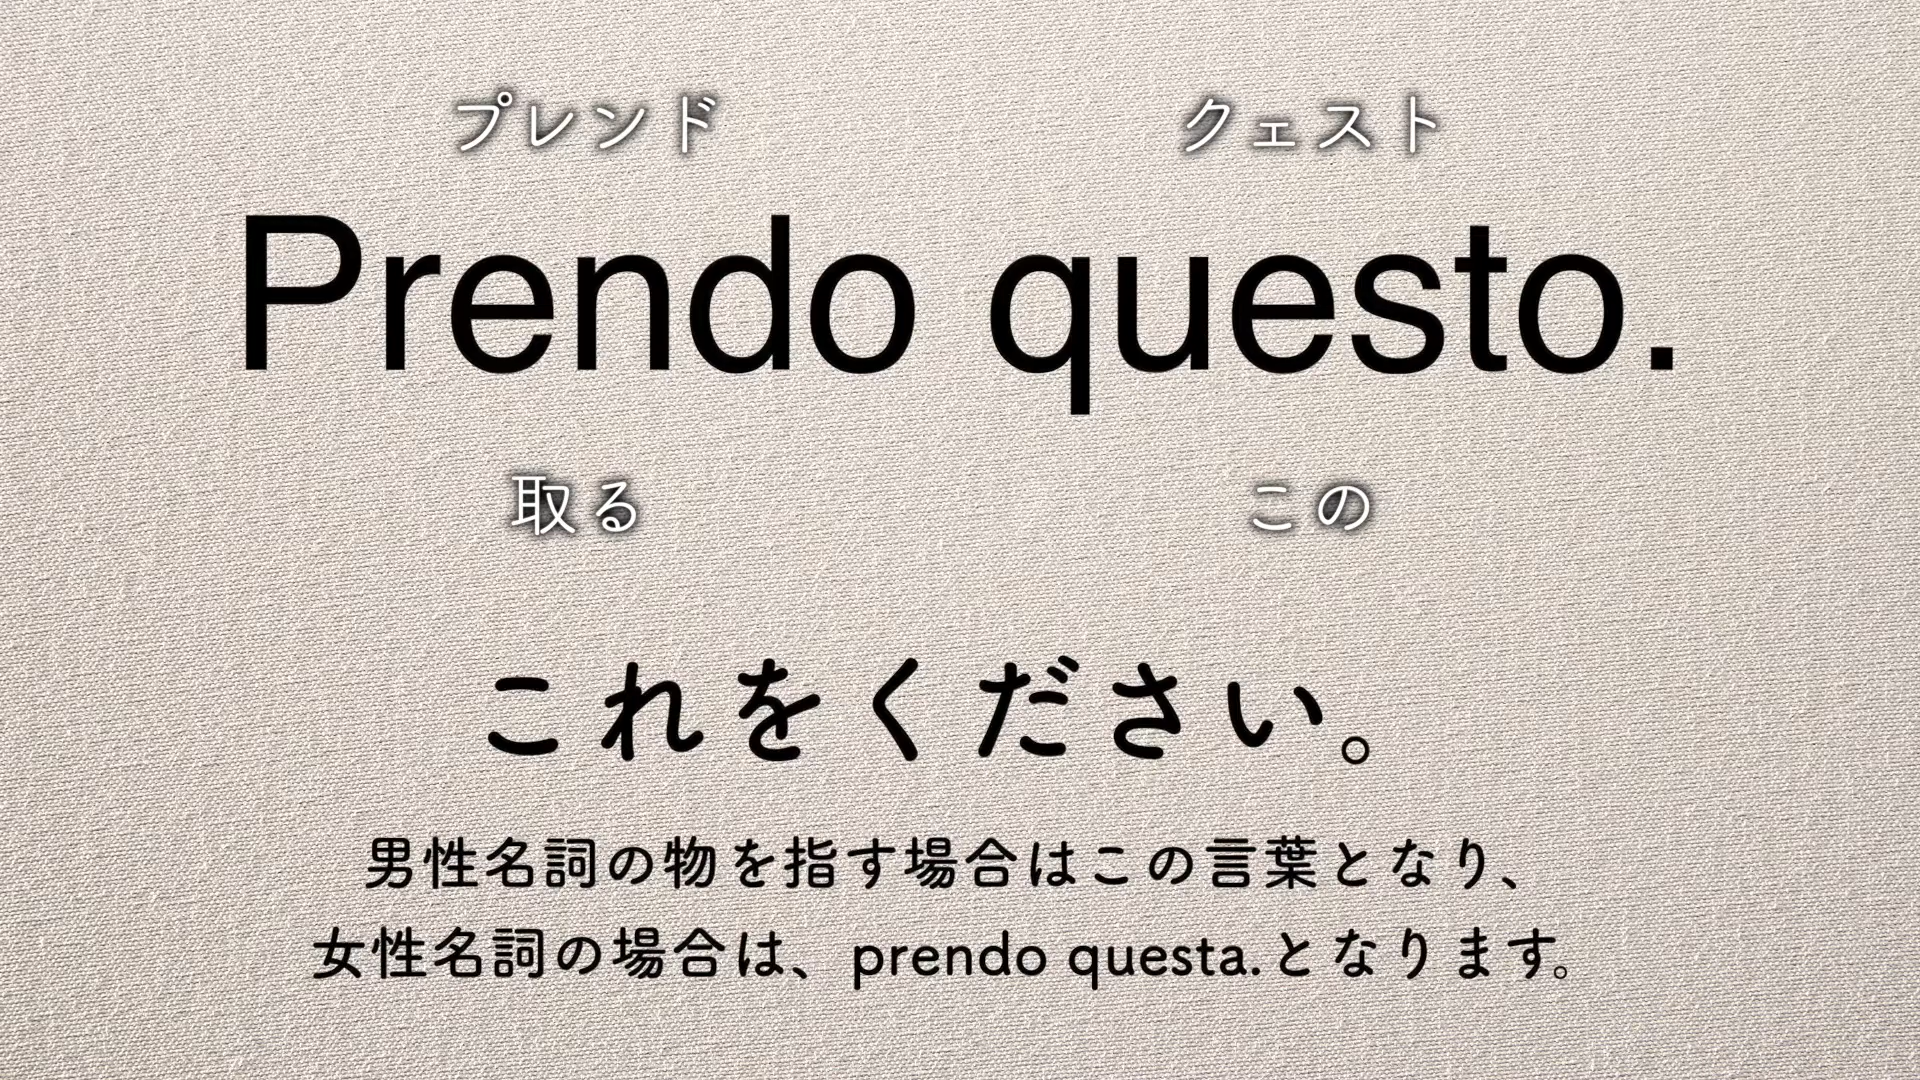 プレンド クェスト
Prendo questo.
取る この
これをください。
男性名詞の物を指す場合はこの言葉となり、
女性名詞の場合は、prendo questa.となります。